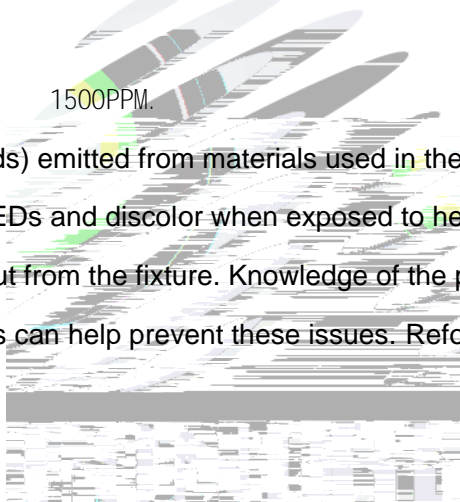 1500PPM.
ds) emitted from materials used in the
EDs and discolor when exposed to he
ut from the fixture. Knowledge of the p
s can help prevent these issues. Refo